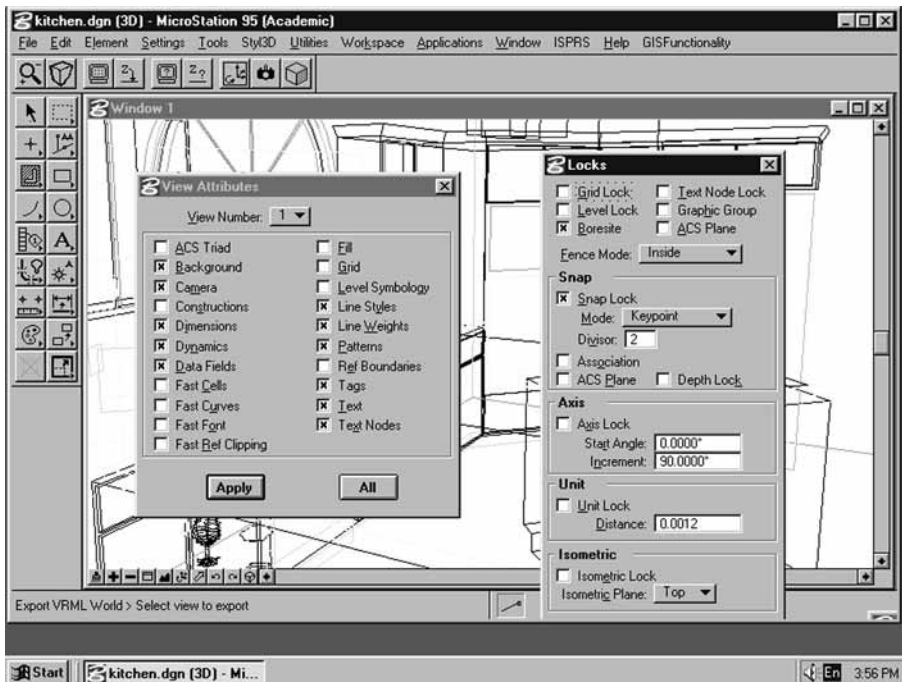 kitchen.dgn (3D) - MicroStation 95 (Academic)
File Edit Element Settings Tools Styl3D Utilities Workspace Applications Window ISPRS Help GISFunctionality
Window 1
View Attributes
View Number: 1
ACS Triad
Background
Camera
Constructions
Dimensions
Dynamics
Data Fields
Fast Cells
Fast Curves
Fast Font
Fast Ref Clipping
Fill
Grid
Level Symbology
Line Styles
Line Weights
Patterns
Ref Boundaries
Tags
Text
Text Nodes
Apply All
Locks
Grid Lock Text Node Lock
Level Lock Graphic Group
Boresite ACS Plane
Fence Mode: Inside
Snap
Snap Lock
Mode: Keypoint
Divisor: 2
Association
ACS Plane Depth Lock
Axis
Axis Lock
Start Angle: 0.0000°
Increment: 90.0000°
Unit
Unit Lock
Distance: 0.0012
Isometric
Isometric Lock
Isometric Plane: Top
Export VRML World > Select view to export
Start kitchen.dgn (3D) - Mi... En 3:56 PM